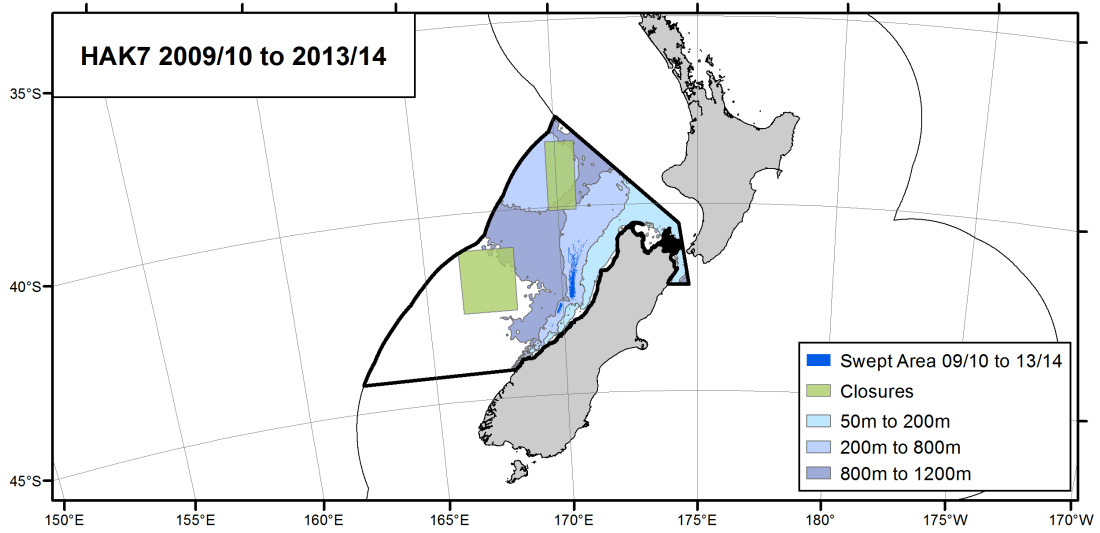 HAK7 2009/10 to 2013/14
35°S
40°S
45°S
Swept Area 09/10 to 13/14
Closures
50m to 200m
200m to 800m
800m to 1200m
150°E
155°E
160°E
165°E
170°E
175°E
180°
175°W
170°W